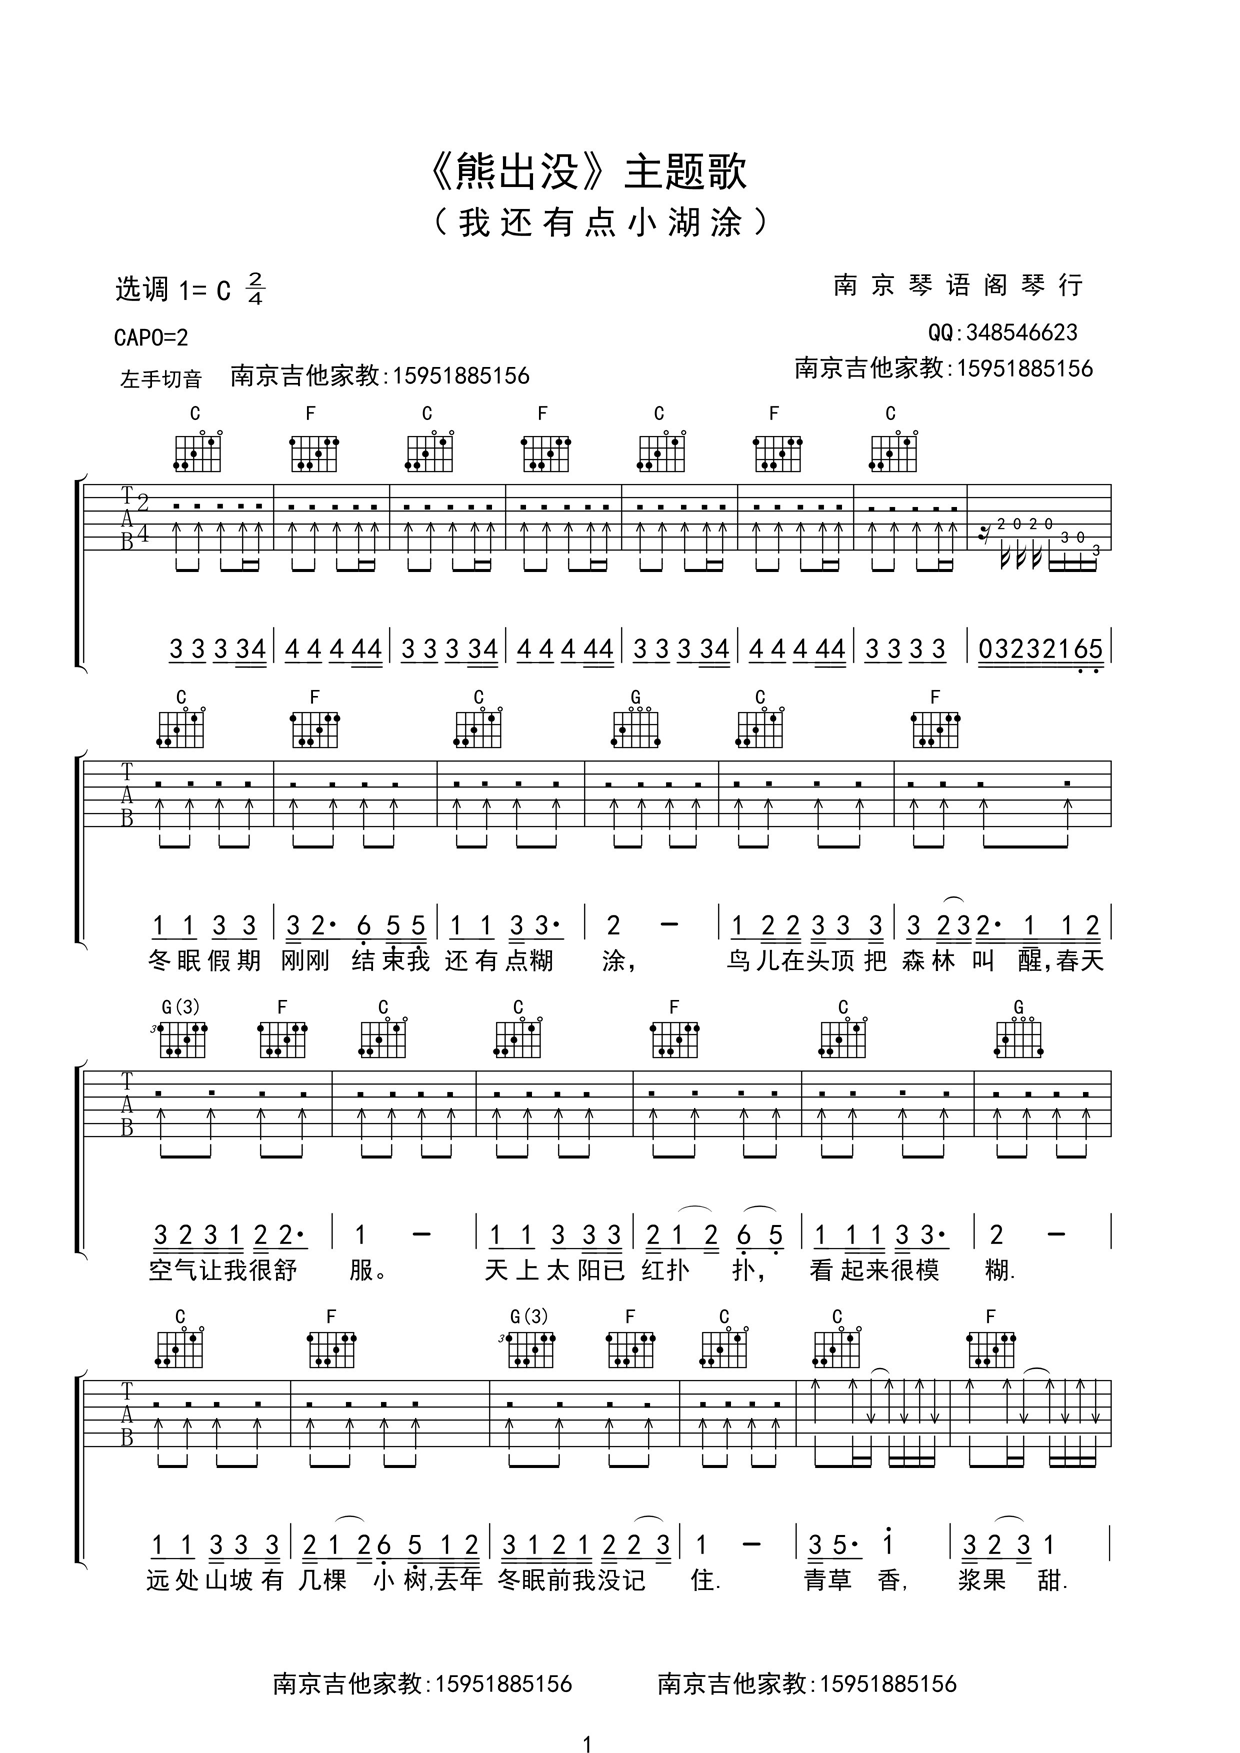 《熊出没》主题歌
（我还有点小湖涂）
选调 1= C 2/4
南京琴语阁琴行
CAPO=2
QQ:348546623
左手切音 南京吉他家教:15951885156
南京吉他家教:15951885156
C F C F C F C
T A B 2 4
2 0 2 0 3 0 3
3 3 3 34 | 4 4 4 44 | 3 3 3 34 | 4 4 4 44 | 3 3 3 34 | 4 4 4 44 | 3 3 3 3 | 03232165 |
C F C G C F
T A B
1 1 3 3 | 3 2· 6 5 5 | 1 1 3 3· | 2 — | 1 2 2 3 3 3 | 3 2 3 2· 1 1 2 |
冬眠假期 刚刚 结束我 还有点糊 涂， 鸟儿在头顶把 森林 叫 醒，春天
G(3) F C C F C G
3
T A B
3 2 3 1 2 2· | 1 — | 1 1 3 3 3 | 2 1 2 6 5 | 1 1 1 3 3· | 2 — |
空气让我很舒 服。 天上太阳已 红扑 扑， 看起来很模 糊.
C F G(3) F C C F
3
T A B
1 1 3 3 3 | 2 1 2 6 5 1 2 | 3 1 2 1 2 2 3 | 1 — | 3 5· 1 | 3 2 3 1 |
远处山坡有 几棵 小树,去年 冬眠前我没记 住. 青草 香, 浆果 甜.
南京吉他家教:15951885156 南京吉他家教:15951885156
1